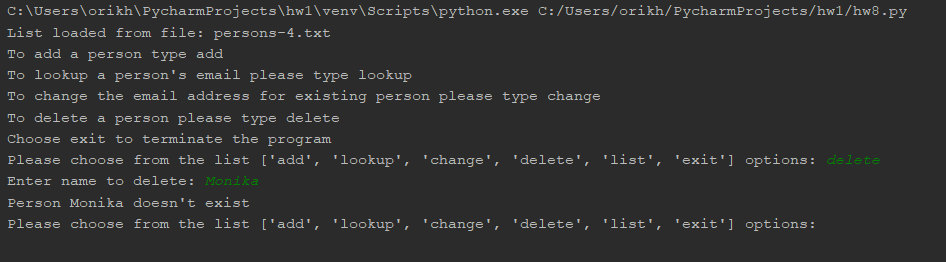 C:\Users\orikh\PycharmProjects\hw1\venv\Scripts\python.exe C:/Users/orikh/PycharmProjects/hw1/hw8.py
List loaded from file: persons-4.txt
To add a person type add
To lookup a person's email please type lookup
To change the email address for existing person please type change
To delete a person please type delete
Choose exit to terminate the program
Please choose from the list ['add', 'lookup', 'change', 'delete', 'list', 'exit'] options: delete
Enter name to delete: Monika
Person Monika doesn't exist
Please choose from the list ['add', 'lookup', 'change', 'delete', 'list', 'exit'] options: